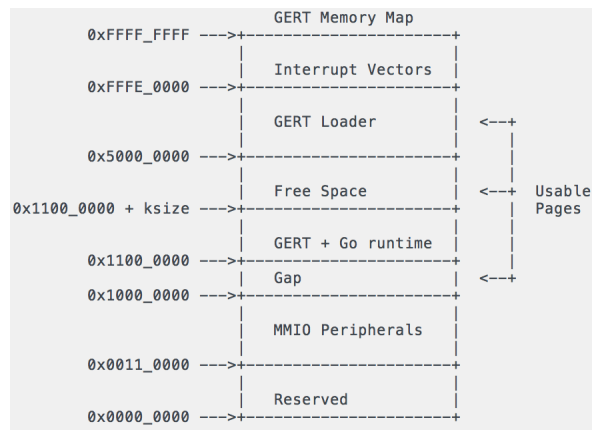 GERT Memory Map
0xFFFF_FFFF --->+-----------------------+
Interrupt Vectors
0xFFFE_0000 --->+-----------------------+
GERT Loader <--+
0x5000_0000 --->+-----------------------+
Free Space <--+ Usable
0x1100_0000 + ksize --->+-----------------------+ Pages
GERT + Go runtime
0x1100_0000 --->+-----------------------+
Gap <--+
0x1000_0000 --->+-----------------------+
MMIO Peripherals
0x0011_0000 --->+-----------------------+
Reserved
0x0000_0000 --->+-----------------------+